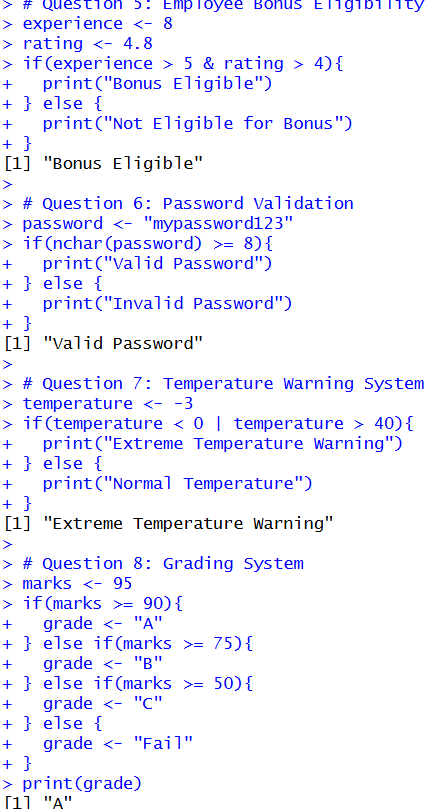 > # Question 5: Employee Bonus Eligibility
> experience <- 8
> rating <- 4.8
> if(experience > 5 & rating > 4){
+   print("Bonus Eligible")
+ } else {
+   print("Not Eligible for Bonus")
+ }
[1] "Bonus Eligible"
>
> # Question 6: Password Validation
> password <- "mypassword123"
> if(nchar(password) >= 8){
+   print("Valid Password")
+ } else {
+   print("Invalid Password")
+ }
[1] "Valid Password"
>
> # Question 7: Temperature Warning System
> temperature <- -3
> if(temperature < 0 | temperature > 40){
+   print("Extreme Temperature Warning")
+ } else {
+   print("Normal Temperature")
+ }
[1] "Extreme Temperature Warning"
>
> # Question 8: Grading System
> marks <- 95
> if(marks >= 90){
+   grade <- "A"
+ } else if(marks >= 75){
+   grade <- "B"
+ } else if(marks >= 50){
+   grade <- "C"
+ } else {
+   grade <- "Fail"
+ }
> print(grade)
[1] "A"